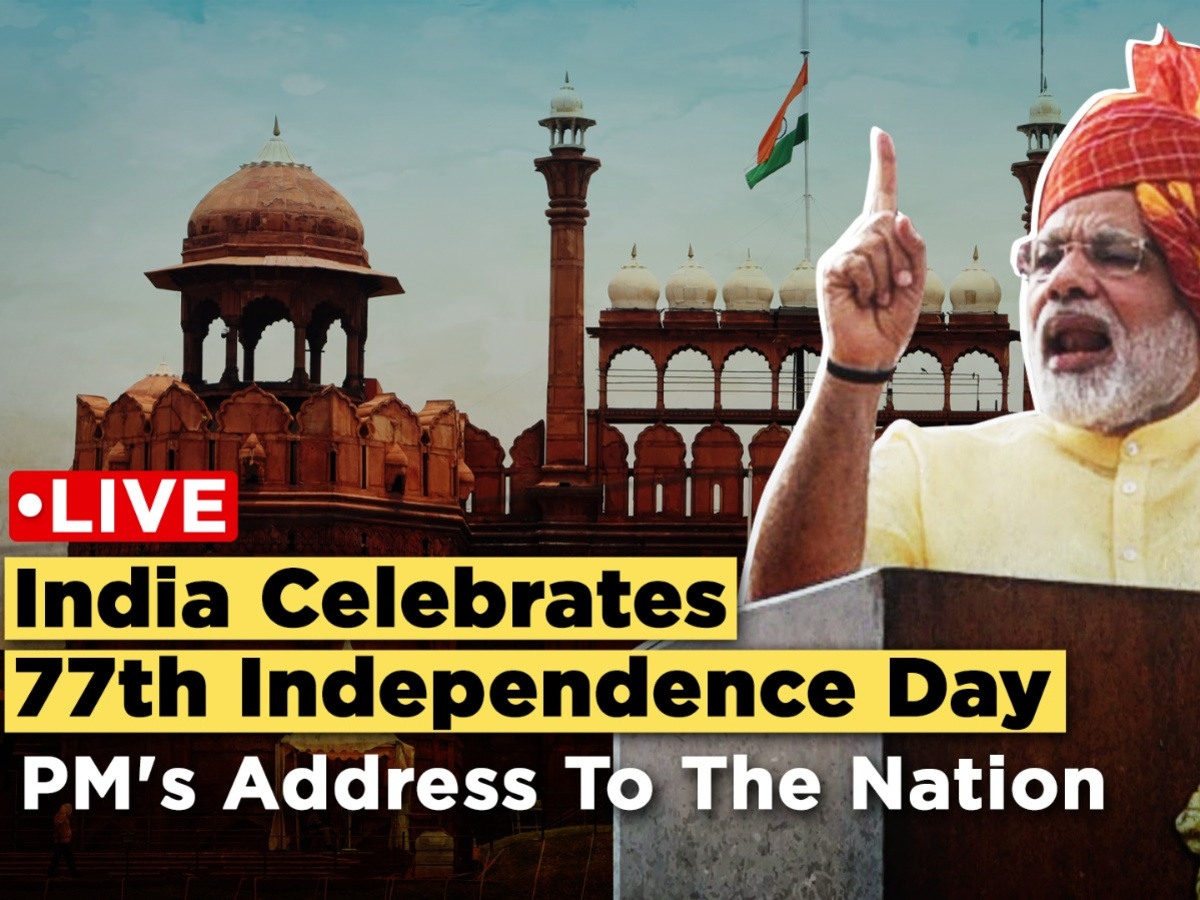 •LIVE
India Celebrates
77th Independence Day
PM's Address To The Nation